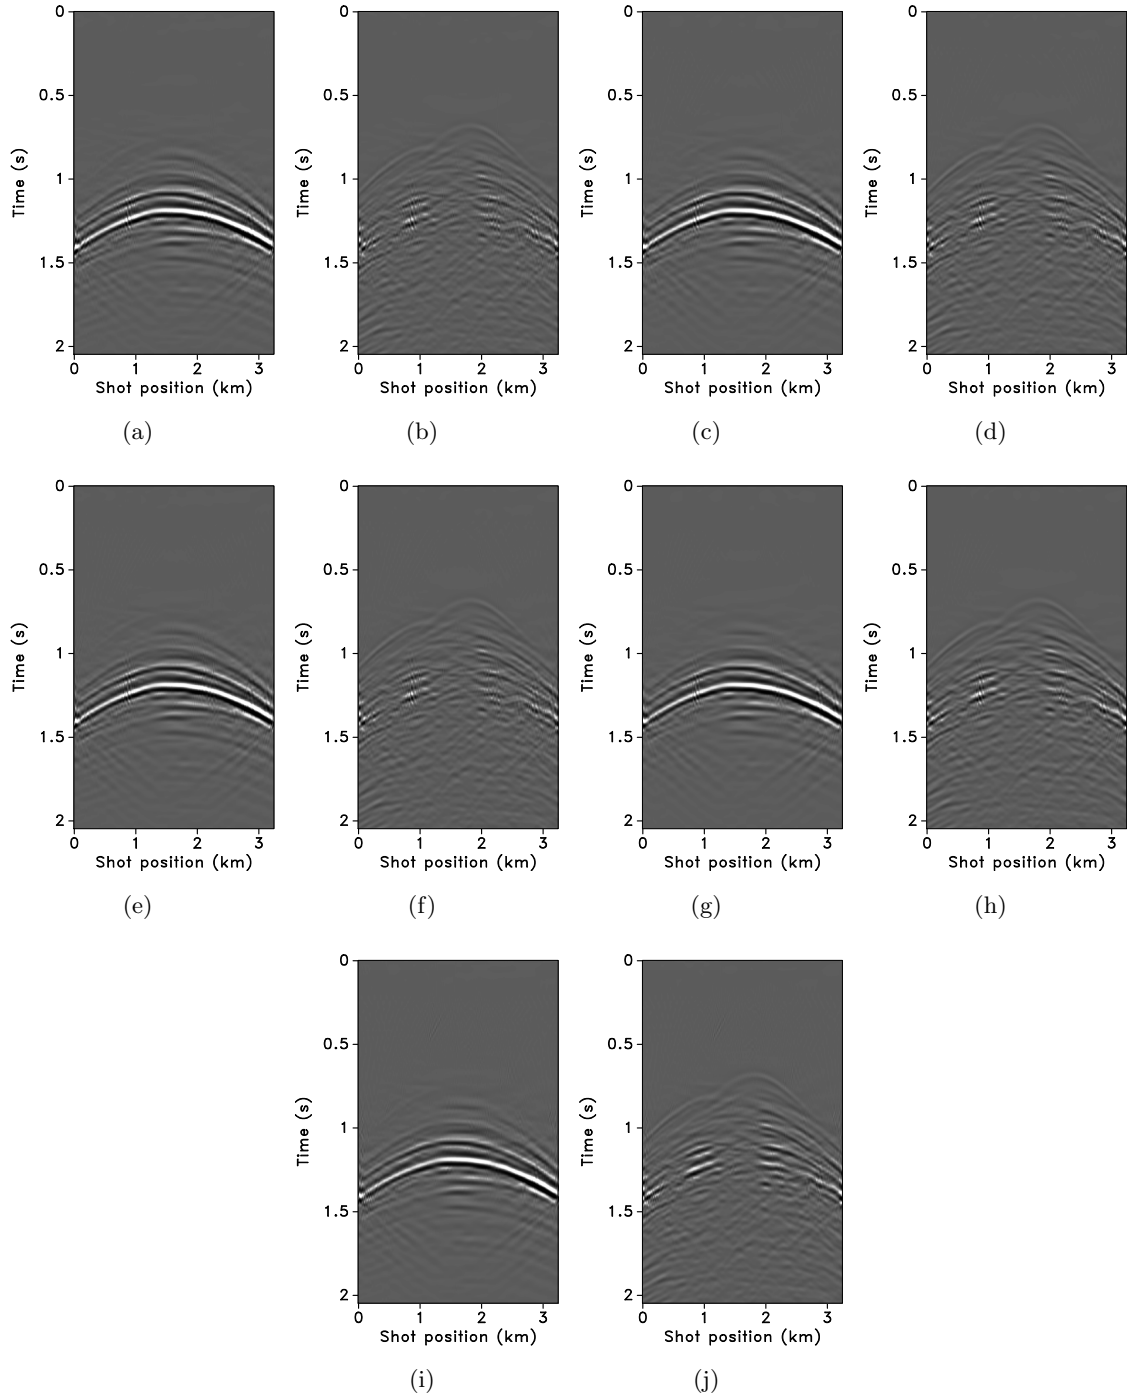 0 0 0 0
0.5 0.5 0.5 0.5
Time (s) Time (s) Time (s) Time (s)
1 1 1 1
1.5 1.5 1.5 1.5
2 2 2 2
0 1 2 3 0 1 2 3 0 1 2 3 0 1 2 3
Shot position (km) Shot position (km) Shot position (km) Shot position (km)
(a) (b) (c) (d)
0 0 0 0
0.5 0.5 0.5 0.5
Time (s) Time (s) Time (s) Time (s)
1 1 1 1
1.5 1.5 1.5 1.5
2 2 2 2
0 1 2 3 0 1 2 3 0 1 2 3 0 1 2 3
Shot position (km) Shot position (km) Shot position (km) Shot position (km)
(e) (f) (g) (h)
0 0
0.5 0.5
Time (s) Time (s)
1 1
1.5 1.5
2 2
0 1 2 3 0 1 2 3
Shot position (km) Shot position (km)
(i) (j)